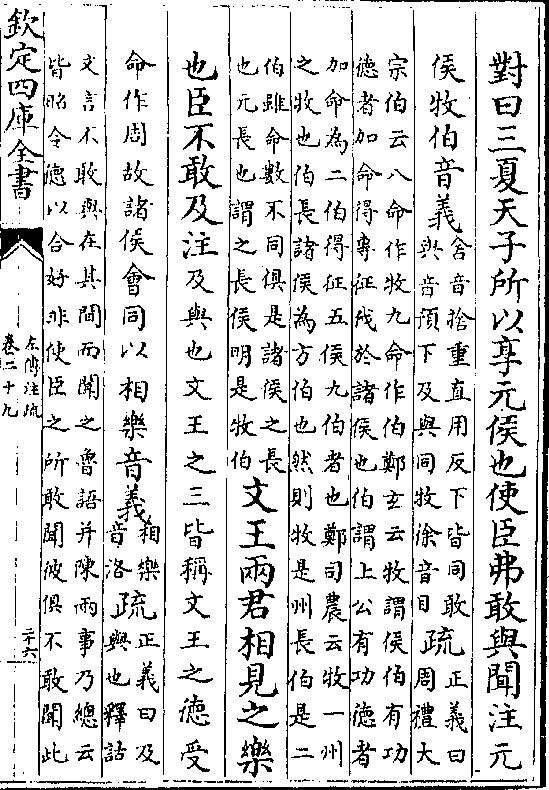 對曰三夏天子所以享元侯也使臣弗敢與聞注元
侯牧伯音義
舍音捨重直用反下皆同敢
與音預下及與同牧徐音目
疏
正義曰
周禮大
宗伯云八命作牧九命作伯鄭玄云牧謂侯伯有功
德者加命得專征伐於諸侯也伯謂上公有功德者
加命為二伯得征五侯九伯者也鄭司農云牧一州
之牧也伯長諸侯為方伯也然則牧是州長伯是二
伯雖命數不同俱是諸侯之長
也元長也謂之長侯明是牧伯
文王兩君相見之樂
也臣不敢及注及與也文王之三皆稱文王之德受
命作周故諸侯會同以相樂音義
相樂
音洛
疏
正義曰及
與也釋詁
文言不敢與在其間而聞之魯語并陳兩事乃總云
皆昭令德以合好非使臣之所敢聞彼俱不敢聞此
欽定四庫全書
左傳注疏
卷二十九
二十六